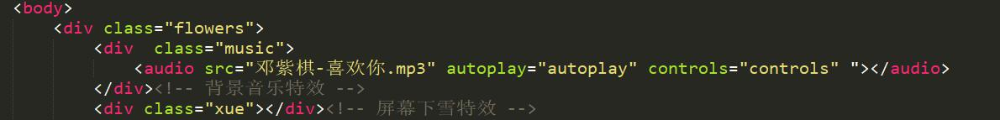 <body>
<div class="flowers">
<div  class="music">
<audio src="邓紫棋-喜欢你.mp3" autoplay="autoplay" controls="controls" "></audio>
</div><!-- 背景音乐特效 -->
<div class="xue"></div><!-- 屏幕下雪特效 -->